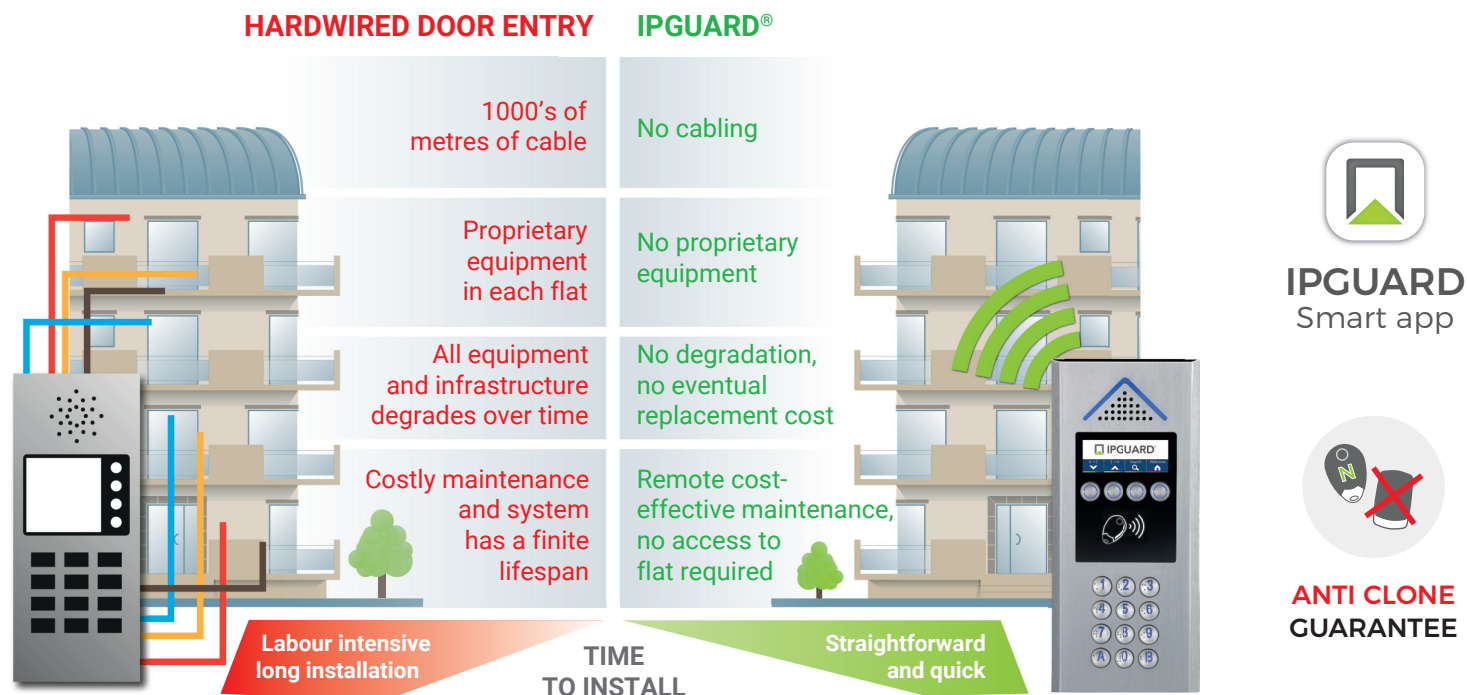 HARDWIRED DOOR ENTRY
IPGUARD®
1000’s of
metres of cable
No cabling
Proprietary
equipment
in each flat
No proprietary
equipment
All equipment
and infrastructure
degrades over time
No degradation,
no eventual
replacement cost
Costly maintenance
and system
has a finite
lifespan
Remote cost-
effective maintenance,
no access to
flat required
Labour intensive
long installation
TIME
TO INSTALL
Straightforward
and quick
IPGUARD
1 2 3
4 5 6
7 8 9
A 0 B
IPGUARD
Smart app
N
ANTI CLONE
GUARANTEE